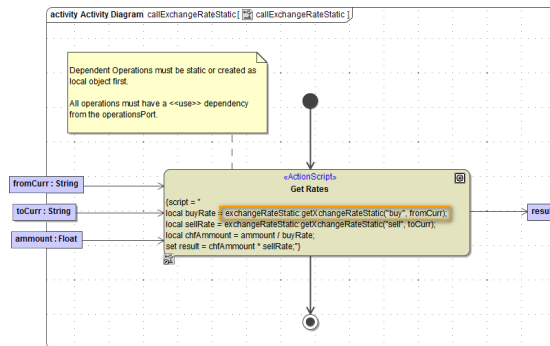 activity Activity Diagram callExchangeRateStatic[ callExchangeRateStatic ]
Dependent Operations must be static or created as
local object first.
All operations must have a <<use>> dependency
from the operationsPort.
fromCurr : String
toCurr : String
ammount : Float
«ActionScript»
Get Rates
{script = "
local buyRate = exchangeRateStatic:getXchangeRateStatic("buy", fromCurr);
local sellRate = exchangeRateStatic:getXchangeRateStatic("sell", toCurr);
local chfAmmount = ammount / buyRate;
set result = chfAmmount * sellRate;"}
resul